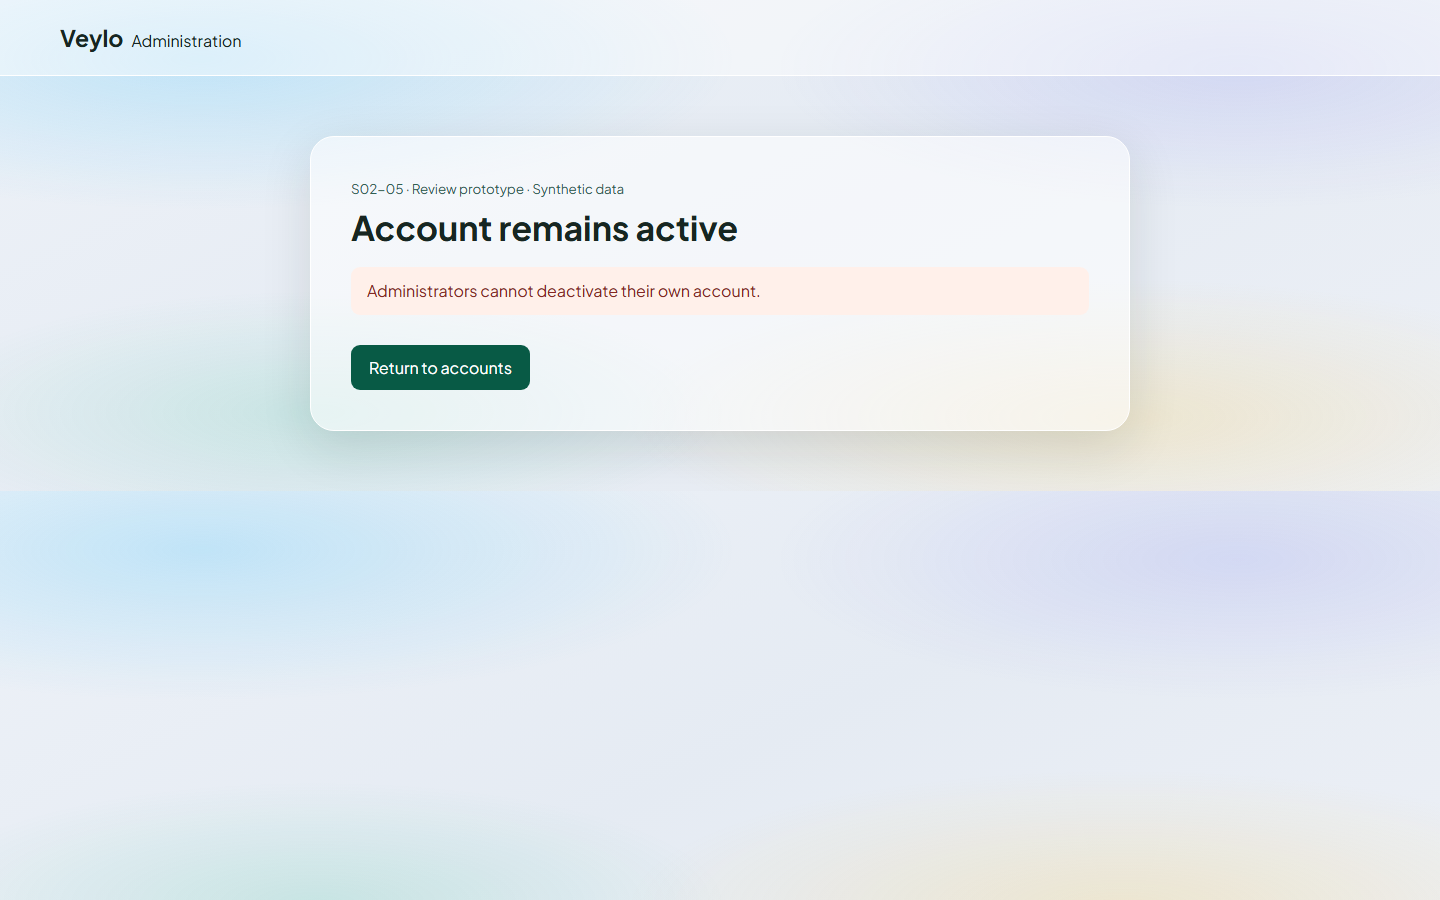 Veylo Administration
S02–05 · Review prototype · Synthetic data
Account remains active
Administrators cannot deactivate their own account.
Return to accounts